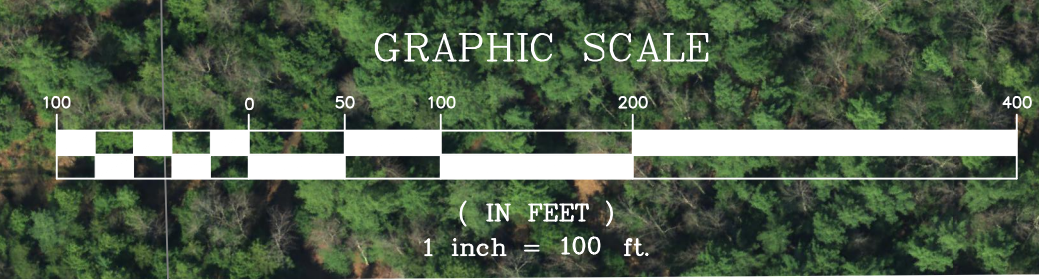 GRAPHIC SCALE
100 0 50 100 200 400
( IN FEET )
1 inch = 100 ft.